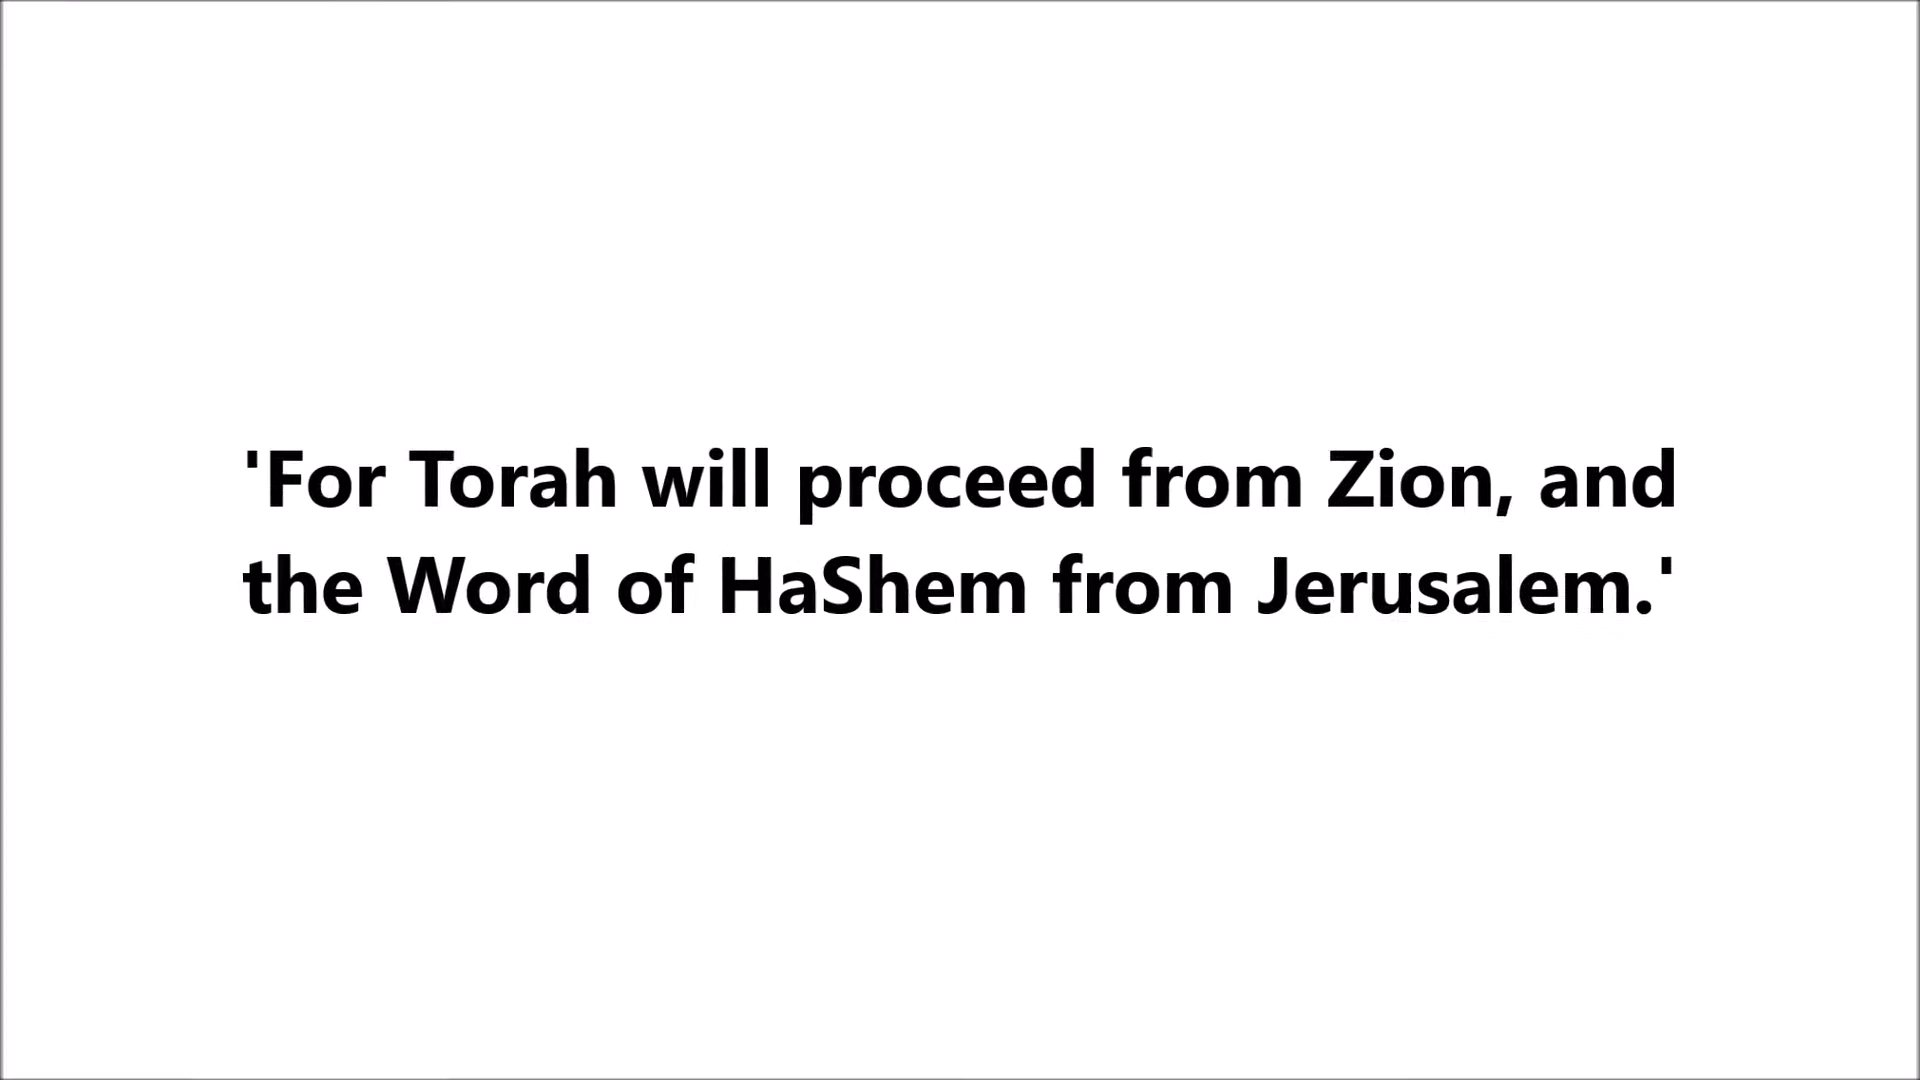 'For Torah will proceed from Zion, and
the Word of HaShem from Jerusalem.'